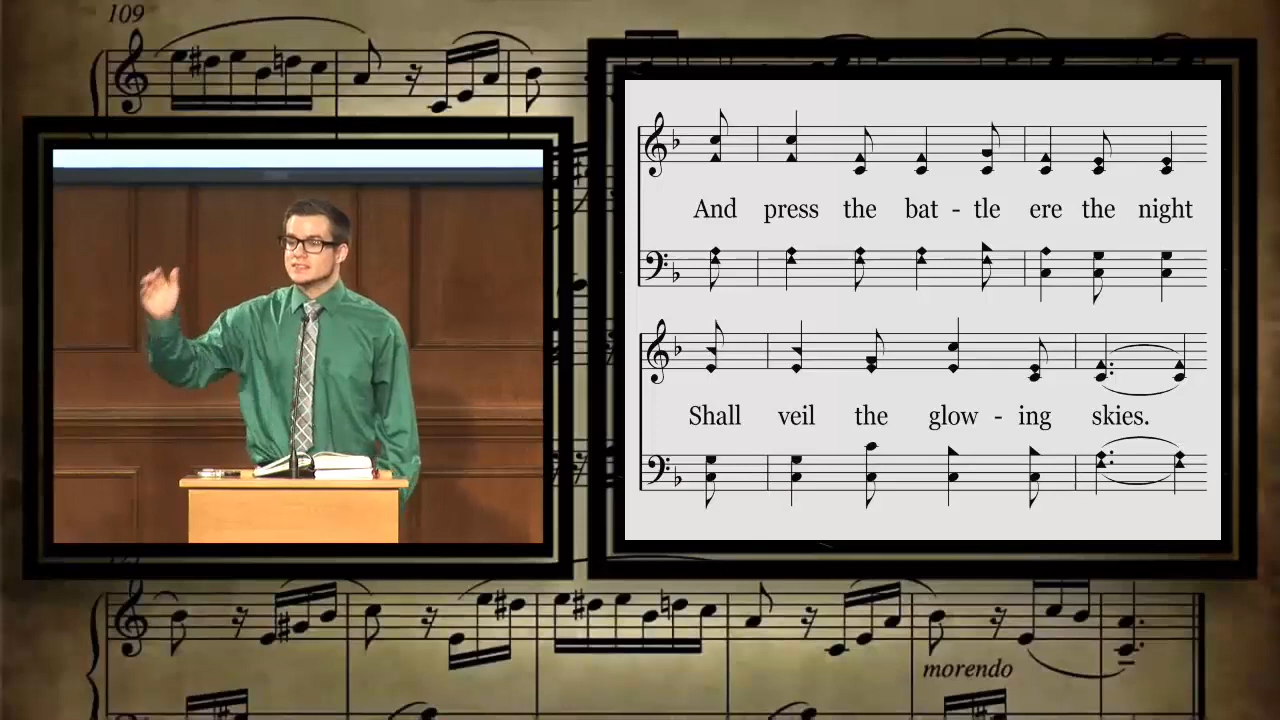 109
And press the bat - tle ere the night
Shall veil the glow - ing skies.
morendo